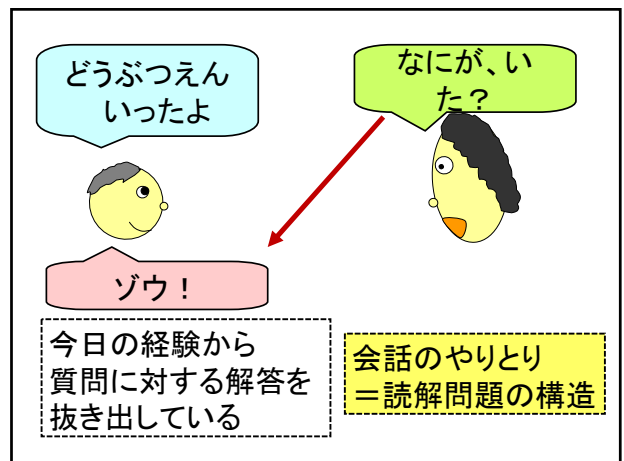 どうぶつえん
いったよ
なにが、い
た？
ゾウ！
今日の経験から
質問に対する解答を
抜き出している
会話のやりとり
＝読解問題の構造